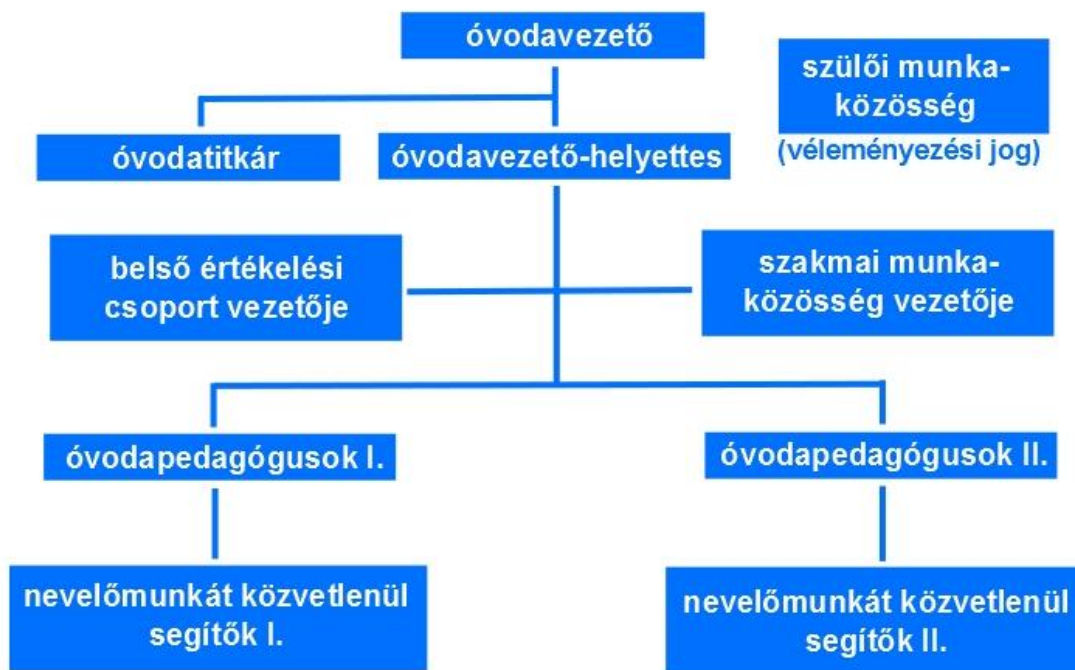 óvodavezető
szülői munka-
közösség
(véleményezési jog)
óvodatitkár
óvodavezető-helyettes
belső értékelési
csoport vezetője
szakmai munka-
közösség vezetője
óvodapedagógusok I.
óvodapedagógusok II.
nevelőmunkát közvetlenül
segítők I.
nevelőmunkát közvetlenül
segítők II.